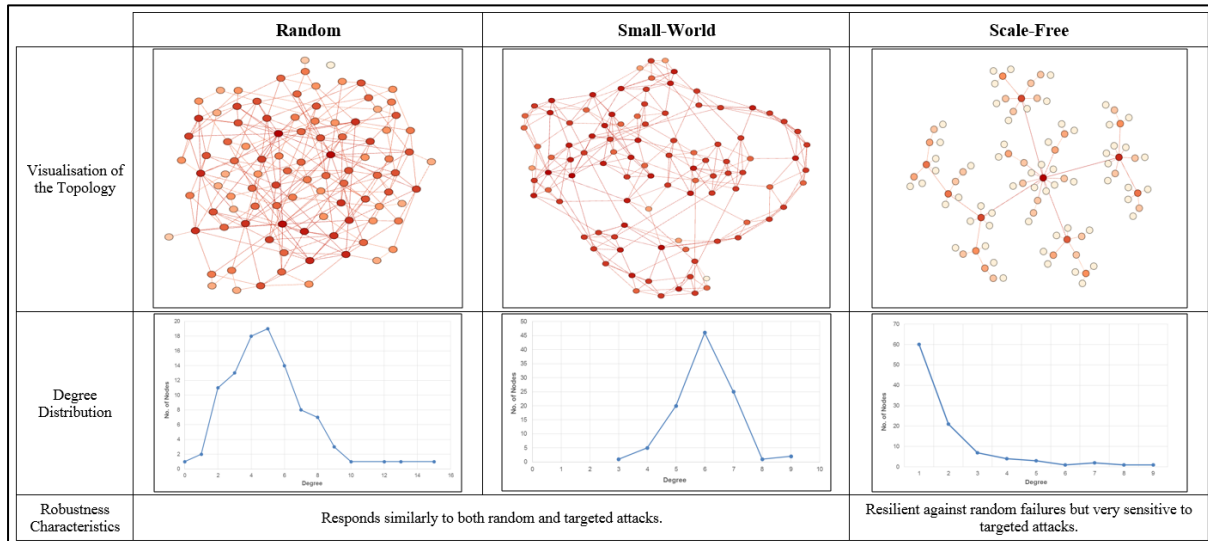 Random
Small-World
Scale-Free
Visualisation of
the Topology
Degree
Distribution
20
18
16
14
12
10
8
6
4
2
0
No. of Nodes
0 2 4 6 8 10 12 14 16
Degree
50
45
40
35
30
25
20
15
10
5
0
No. of Nodes
0 1 2 3 4 5 6 7 8 9 10
Degree
70
60
50
40
30
20
10
0
No. of Nodes
1 2 3 4 5 6 7 8 9
Degree
Robustness
Characteristics
Responds similarly to both random and targeted attacks.
Resilient against random failures but very sensitive to
targeted attacks.